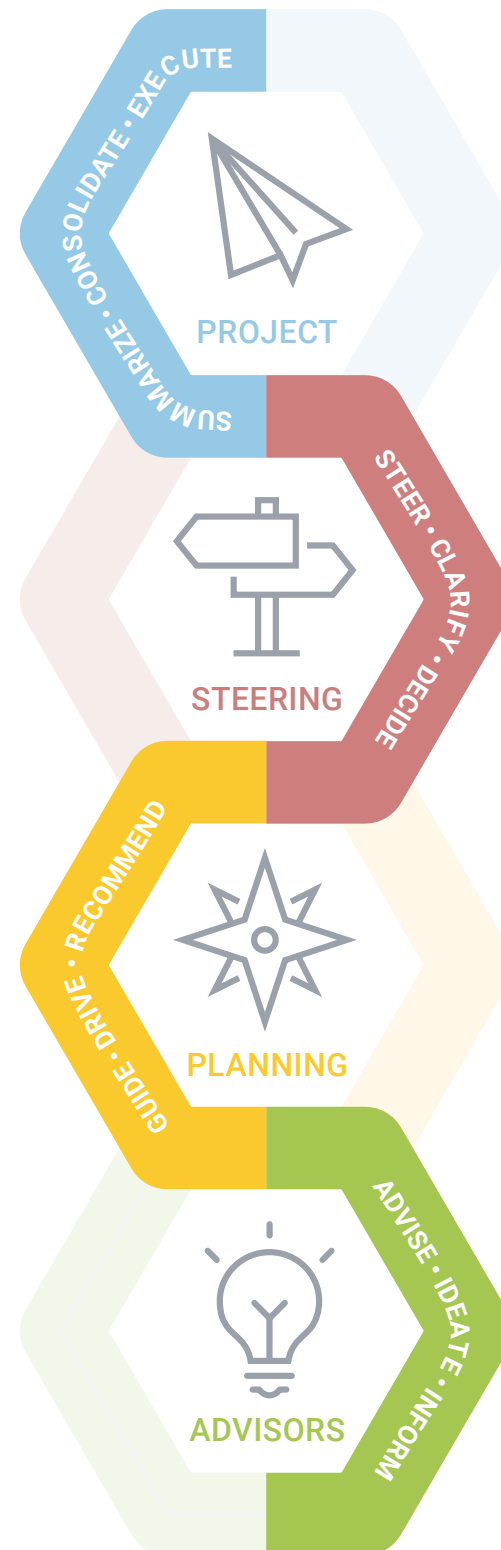 SUMMARIZE • CONSOLIDATE • EXECUTE
PROJECT
STEER • CLARIFY • DECIDE
STEERING
GUIDE • DRIVE • RECOMMEND
PLANNING
ADVISE • IDEATE • INFORM
ADVISORS